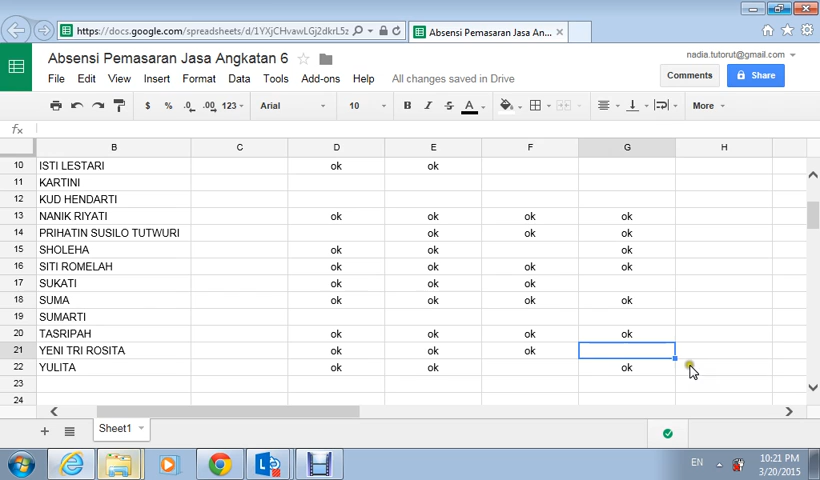 https://docs.google.com/spreadsheets/d/1YXjCHvawLGj2dkrL5z
Absensi Pemasaran Jasa An...
Absensi Pemasaran Jasa Angkatan 6
nadia.tutorut@gmail.com
File Edit View Insert Format Data Tools Add-ons Help All changes saved in Drive
Comments Share
$ % .0 .00 123 Arial 10 B I S A More
fx
B C D E F G H
10 ISTI LESTARI ok ok
11 KARTINI
12 KUD HENDARTI
13 NANIK RIYATI ok ok ok ok
14 PRIHATIN SUSILO TUTWURI ok ok ok
15 SHOLEHA ok ok ok
16 SITI ROMELAH ok ok ok ok
17 SUKATI ok ok ok
18 SUMA ok ok ok ok
19 SUMARTI
20 TASRIPAH ok ok ok ok
21 YENI TRI ROSITA ok ok ok
22 YULITA ok ok ok
23
24
Sheet1
EN 10:21 PM
3/20/2015